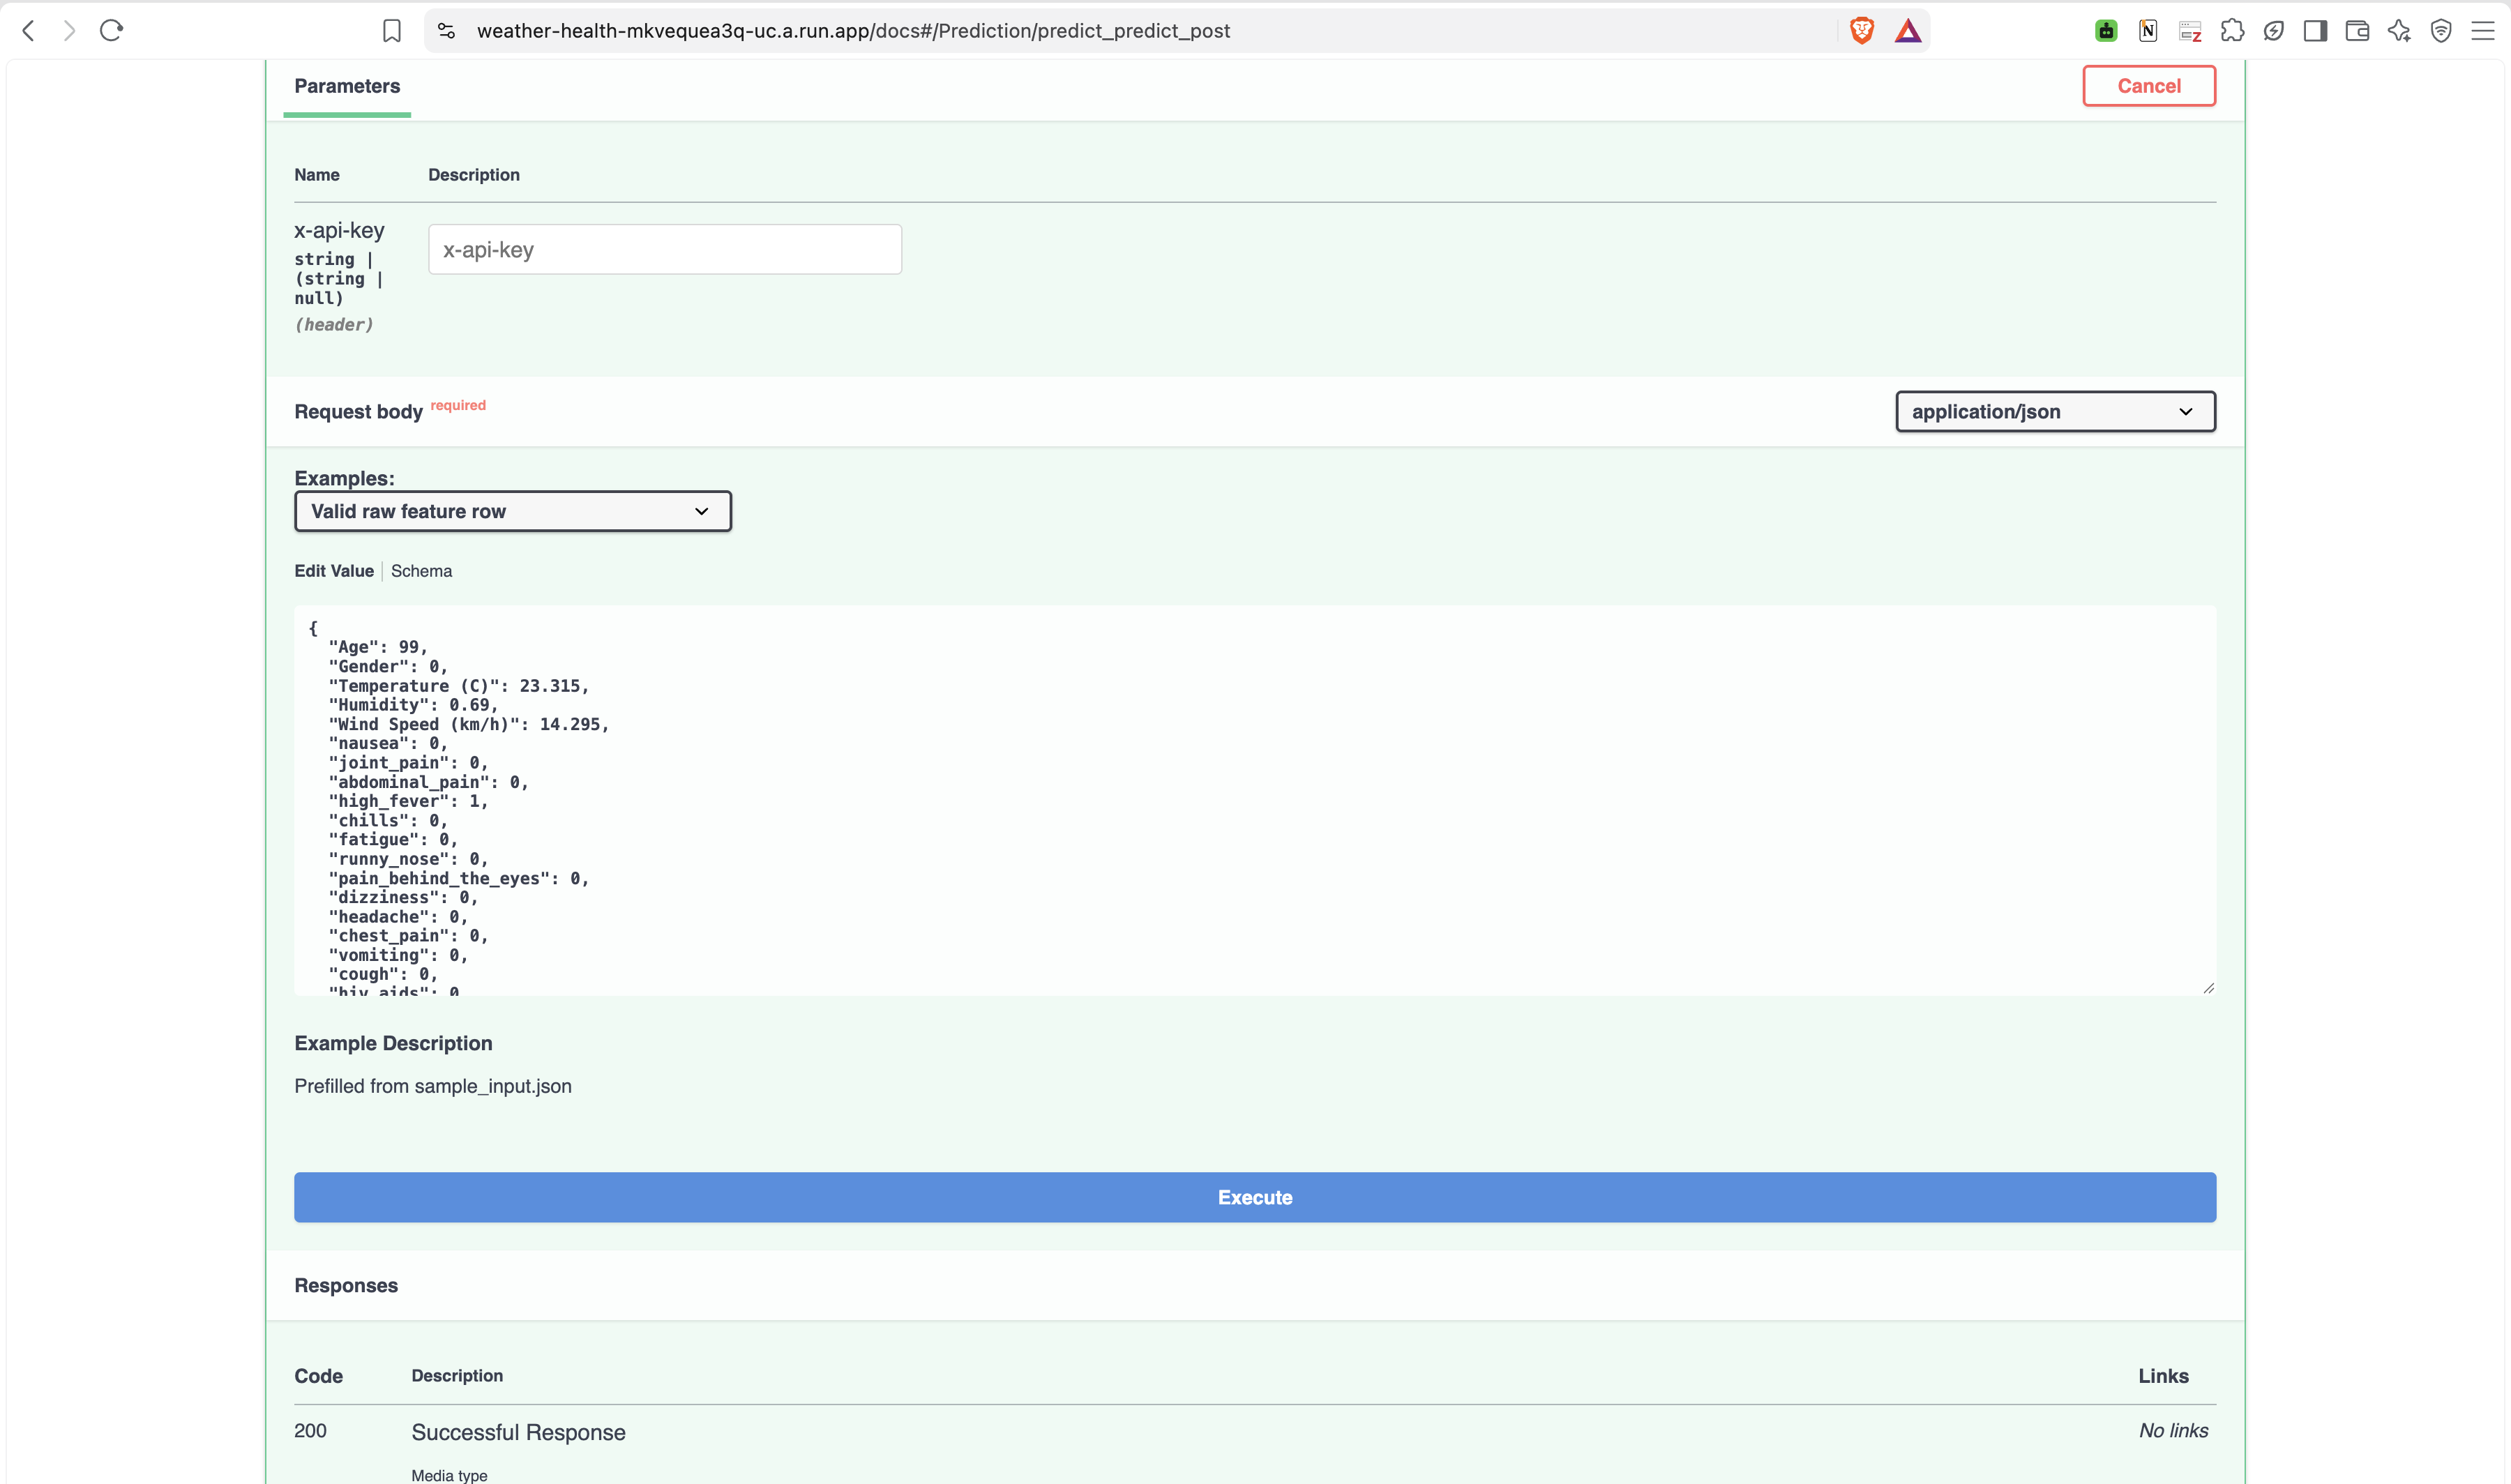 weather-health-mkvequea3q-uc.a.run.app/docs#/Prediction/predict_predict_post
Parameters
Cancel
Name Description
x-api-key
string |
(string |
null)
(header)
x-api-key
Request body required
application/json
Examples:
Valid raw feature row
Edit Value | Schema
{
"Age": 99,
"Gender": 0,
"Temperature (C)": 23.315,
"Humidity": 0.69,
"Wind Speed (km/h)": 14.295,
"nausea": 0,
"joint_pain": 0,
"abdominal_pain": 0,
"high_fever": 1,
"chills": 0,
"fatigue": 0,
"runny_nose": 0,
"pain_behind_the_eyes": 0,
"dizziness": 0,
"headache": 0,
"chest_pain": 0,
"vomiting": 0,
"cough": 0,
"hiv_aids": 0
Example Description
Prefilled from sample_input.json
Execute
Responses
Code Description Links
200 Successful Response No links
Media type